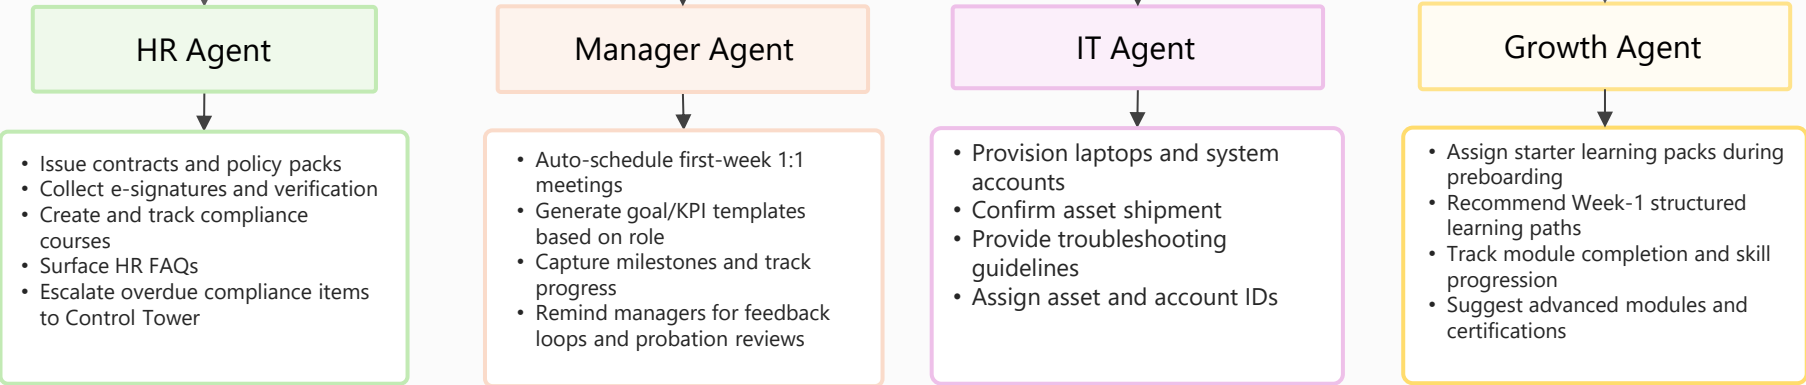 HR Agent
• Issue contracts and policy packs
• Collect e-signatures and verification
• Create and track compliance
courses
• Surface HR FAQs
• Escalate overdue compliance items
to Control Tower
Manager Agent
• Auto-schedule first-week 1:1
meetings
• Generate goal/KPI templates
based on role
• Capture milestones and track
progress
• Remind managers for feedback
loops and probation reviews
IT Agent
• Provision laptops and system
accounts
• Confirm asset shipment
• Provide troubleshooting
guidelines
• Assign asset and account IDs
Growth Agent
• Assign starter learning packs during
preboarding
• Recommend Week-1 structured
learning paths
• Track module completion and skill
progression
• Suggest advanced modules and
certifications